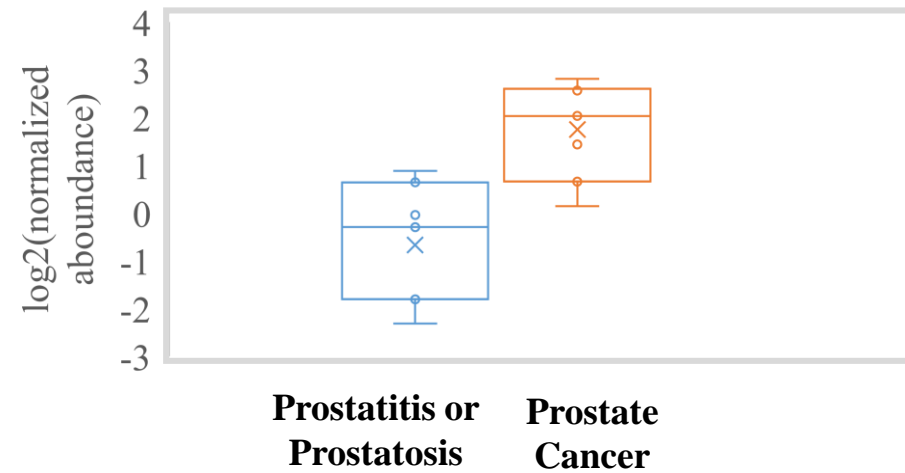 log2(normalized
aboundance)
4
3
2
1
0
-1
-2
-3
Prostatitis or
Prostatosis
Prostate
Cancer